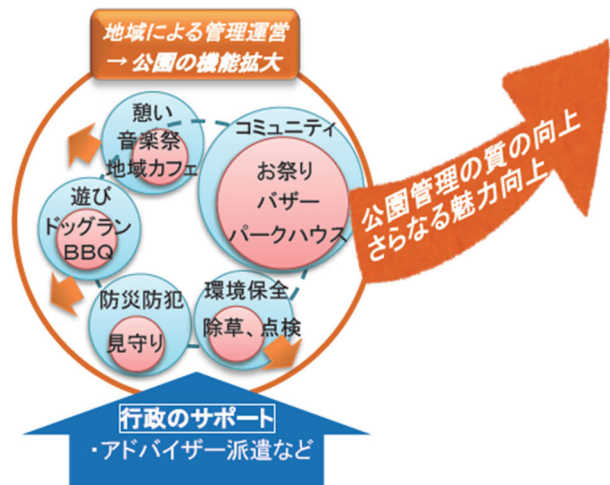 地域による管理運営
→ 公園の機能拡大
憩い
音楽祭
地域カフェ
コミュニティ
お祭り
バザー
パークハウス
遊び
ドッグラン
BBQ
防災防犯
見守り
環境保全
除草、点検
公園管理の質の向上
さらなる魅力向上
行政のサポート
・アドバイザー派遣など